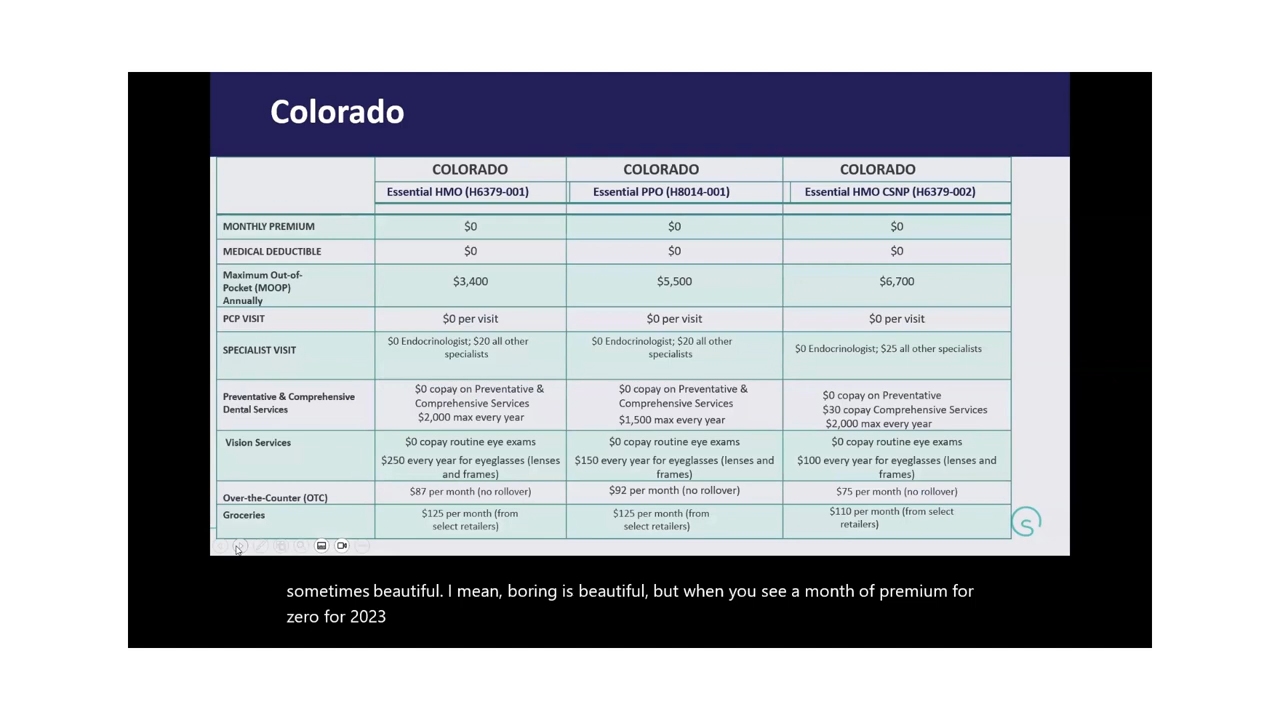 Colorado
COLORADO COLORADO COLORADO
Essential HMO (H6379-001) Essential PPO (H8014-001) Essential HMO CSNP (H6379-002)
MONTHLY PREMIUM $0 $0 $0
MEDICAL DEDUCTIBLE $0 $0 $0
Maximum Out-of-
Pocket (MOOP)
Annually
$3,400 $5,500 $6,700
PCP VISIT $0 per visit $0 per visit $0 per visit
SPECIALIST VISIT
$0 Endocrinologist; $20 all other
specialists
$0 Endocrinologist; $20 all other
specialists
$0 Endocrinologist; $25 all other specialists
Preventative & Comprehensive
Dental Services
$0 copay on Preventative &
Comprehensive Services
$2,000 max every year
$0 copay on Preventative &
Comprehensive Services
$1,500 max every year
$0 copay on Preventative
$30 copay Comprehensive Services
$2,000 max every year
Vision Services
$0 copay routine eye exams
$250 every year for eyeglasses (lenses
and frames)
$0 copay routine eye exams
$150 every year for eyeglasses (lenses and
frames)
$0 copay routine eye exams
$100 every year for eyeglasses (lenses and
frames)
Over-the-Counter (OTC) $87 per month (no rollover) $92 per month (no rollover) $75 per month (no rollover)
Groceries
$125 per month (from
select retailers)
$125 per month (from
select retailers)
$110 per month (from select
retailers)
S
sometimes beautiful. I mean, boring is beautiful, but when you see a month of premium for
zero for 2023